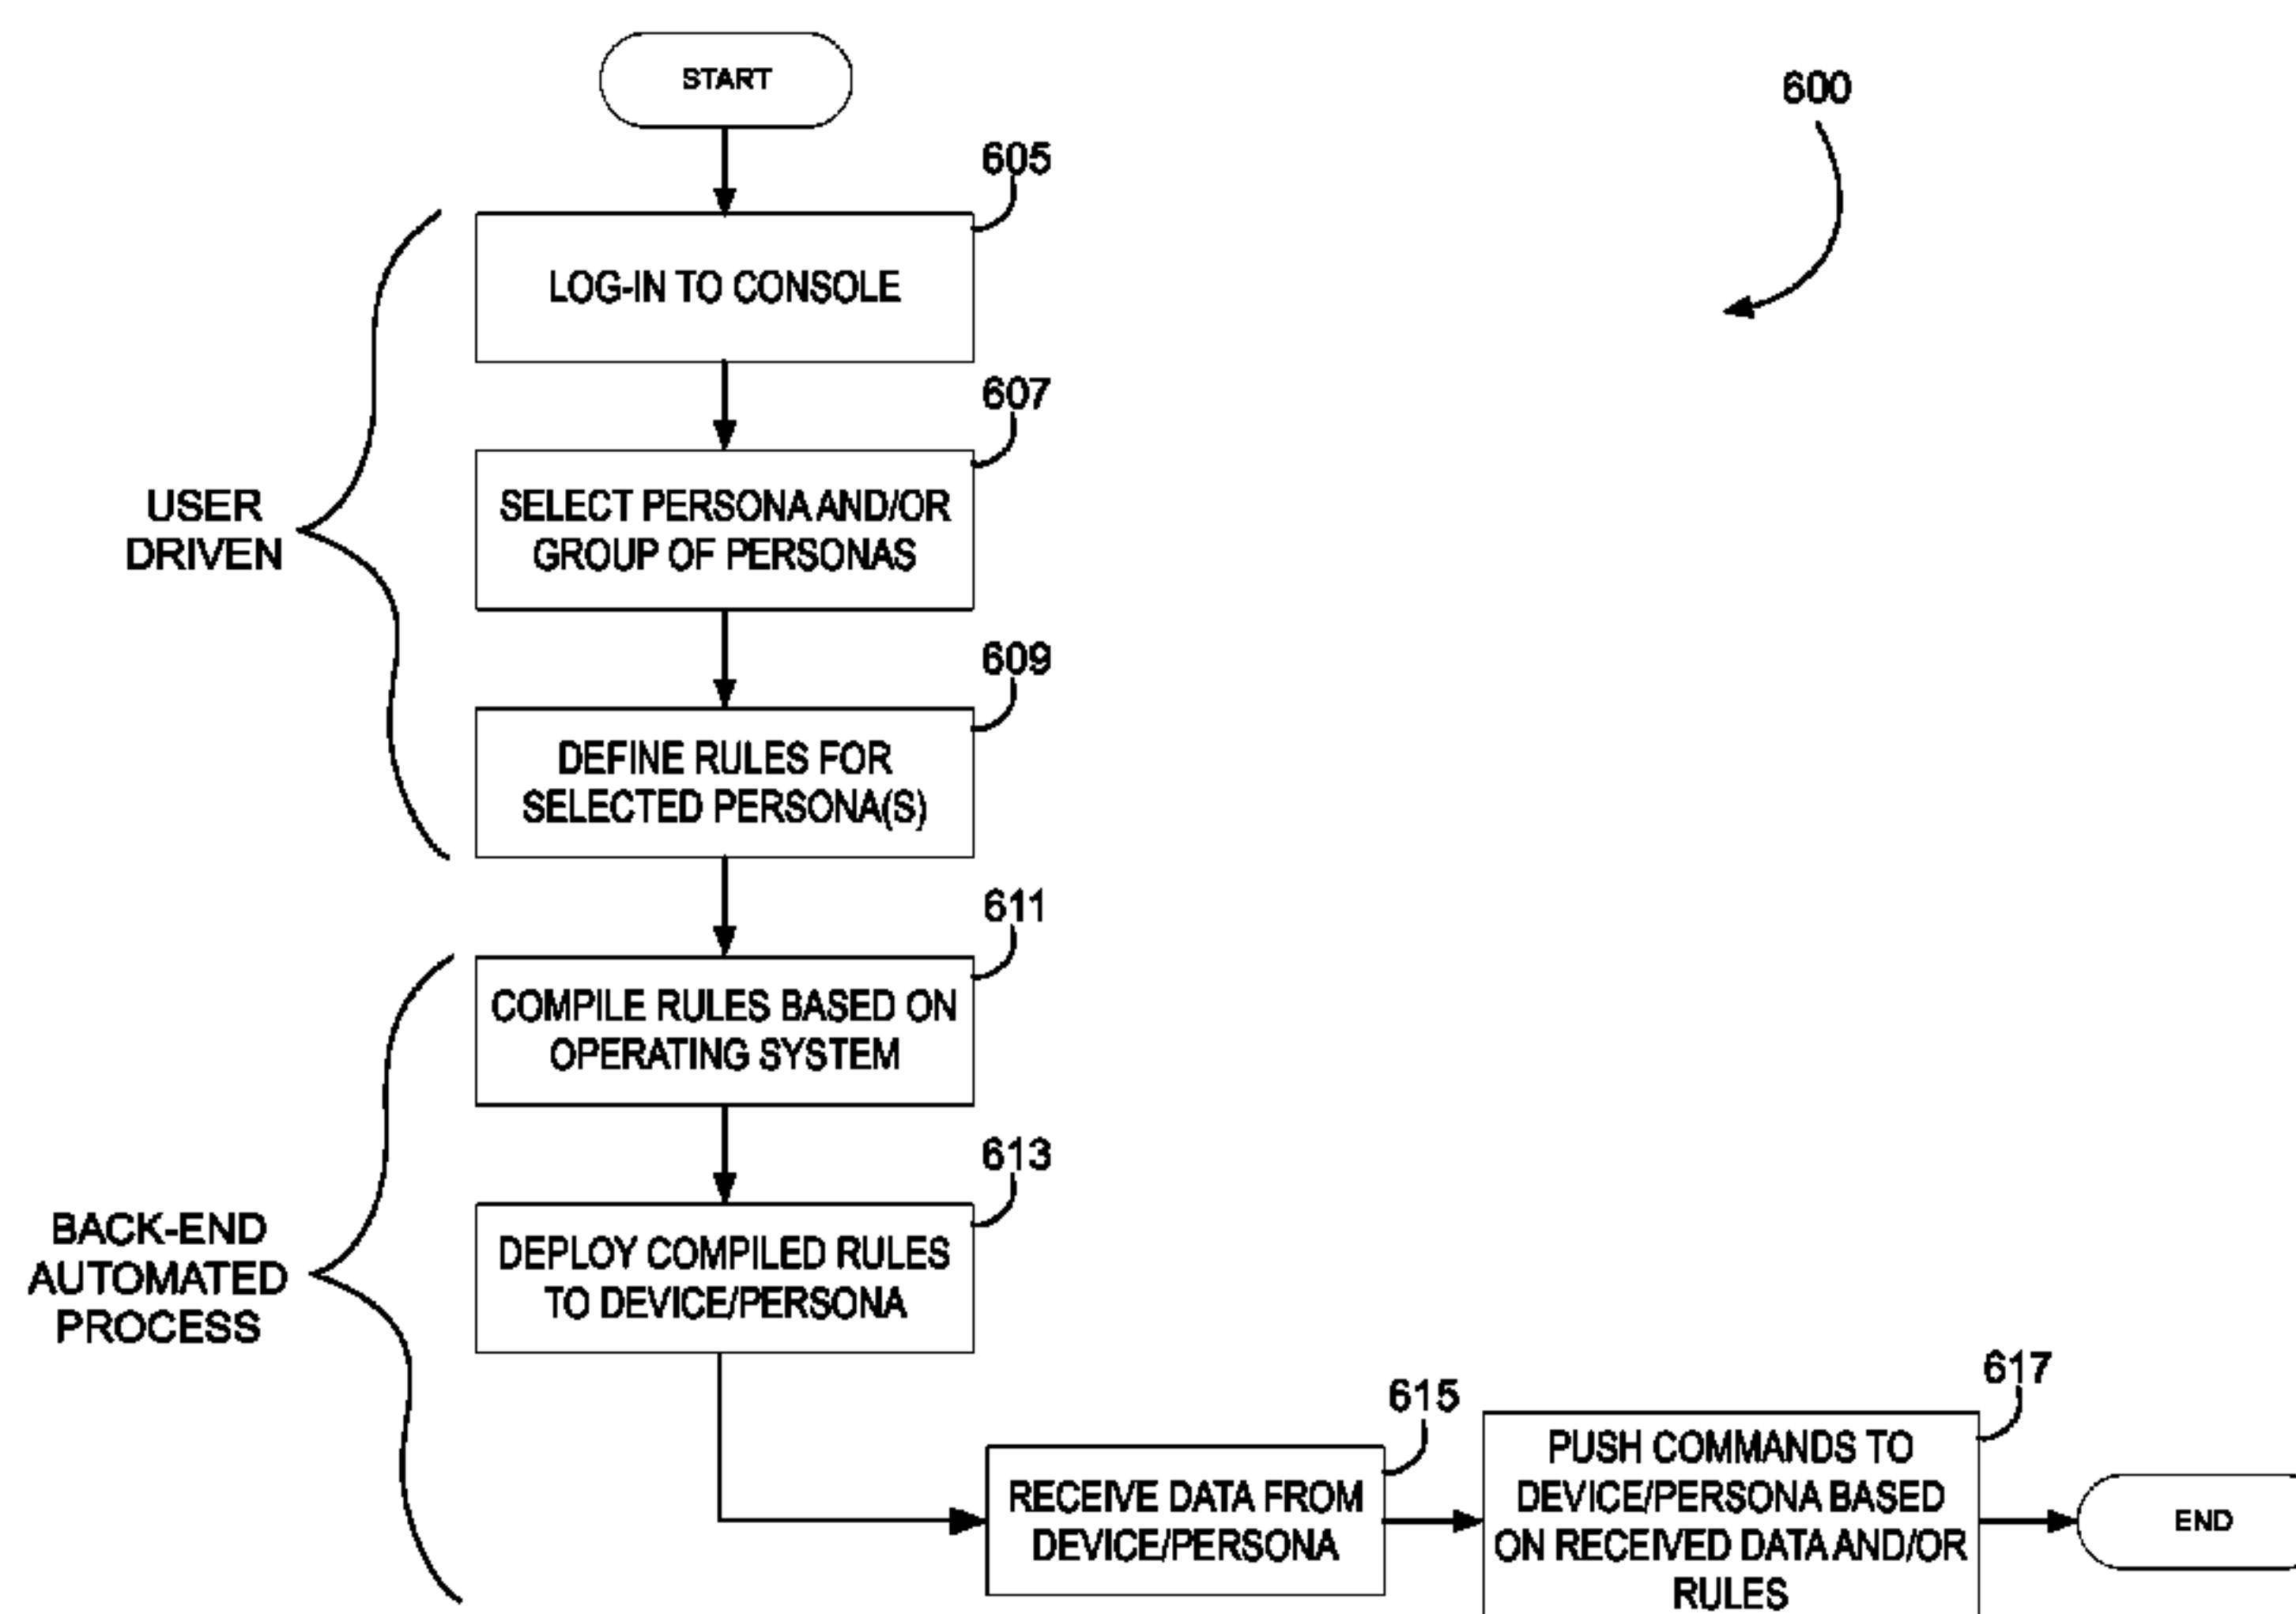 START
600
605
LOG-IN TO CONSOLE
607
SELECT PERSONA AND/OR
GROUP OF PERSONAS
USER
DRIVEN
609
DEFINE RULES FOR
SELECTED PERSONA(S)
611
COMPILE RULES BASED ON
OPERATING SYSTEM
613
DEPLOY COMPILED RULES
TO DEVICE/PERSONA
BACK-END
AUTOMATED
PROCESS
615
RECEIVE DATA FROM
DEVICE/PERSONA
617
PUSH COMMANDS TO
DEVICE/PERSONA BASED
ON RECEIVED DATA AND/OR
RULES
END